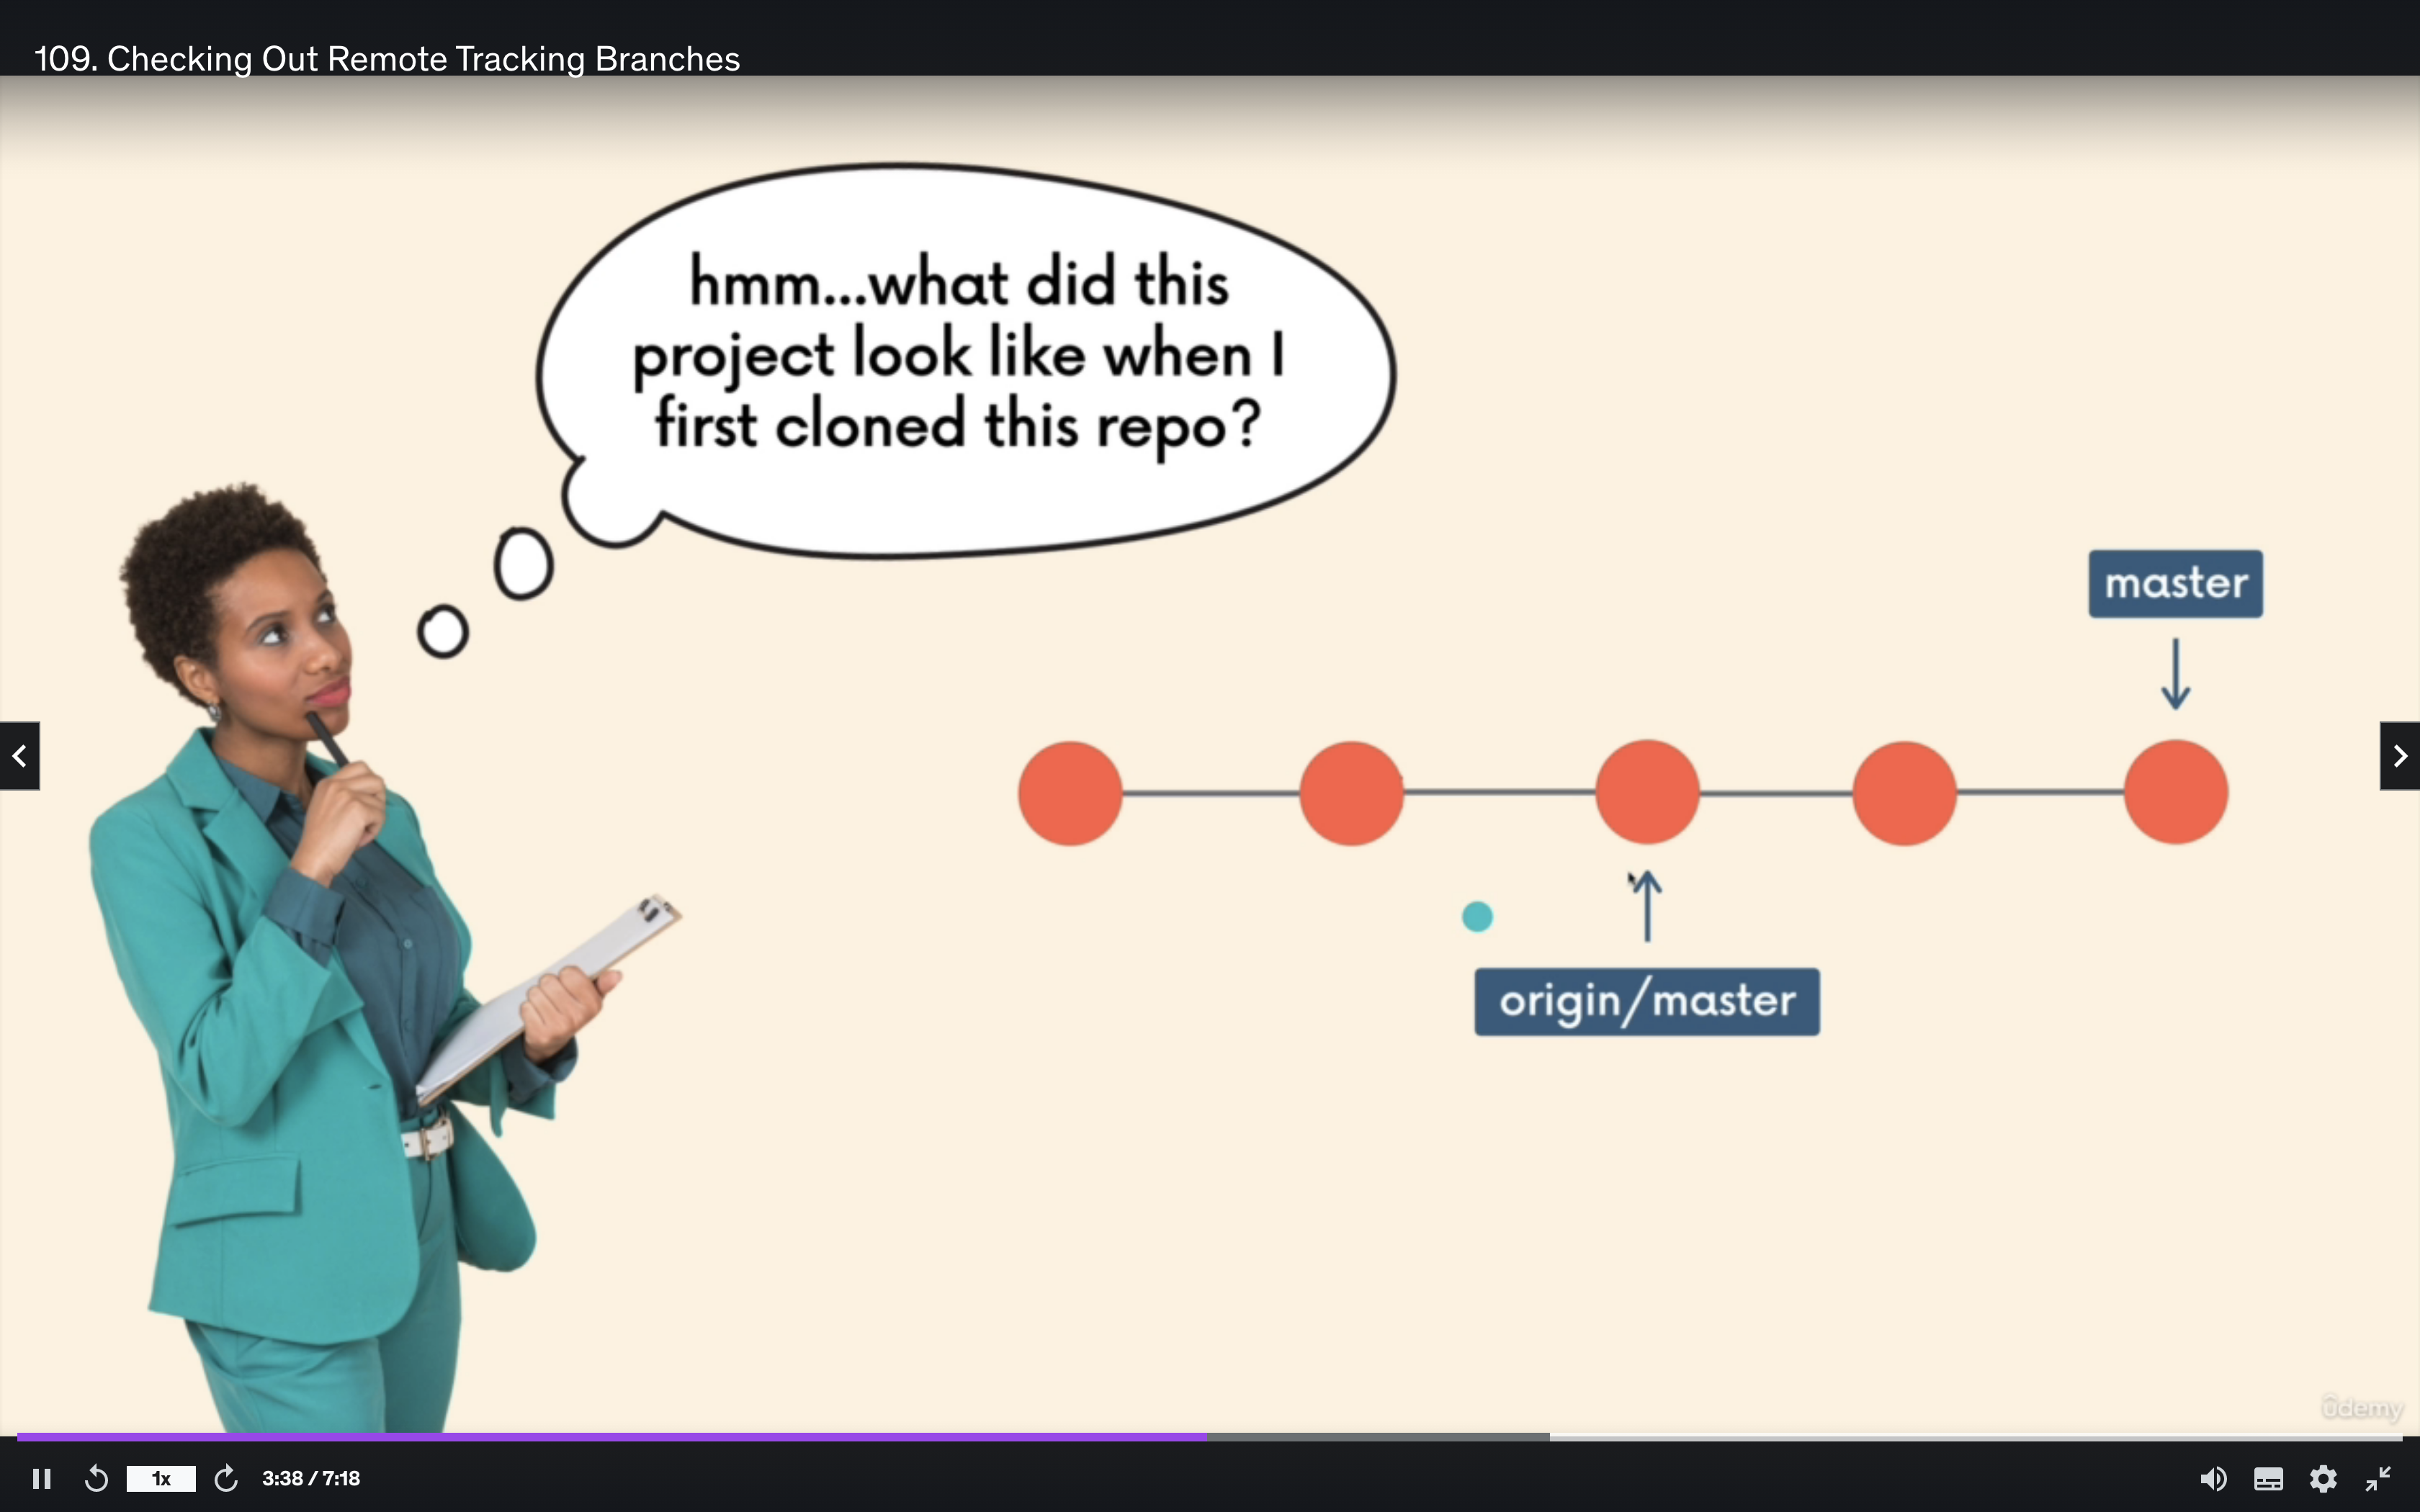 109. Checking Out Remote Tracking Branches
hmm...what did this
project look like when I
first cloned this repo?
master
origin/master
ûdemy
1x
3:38 / 7:18